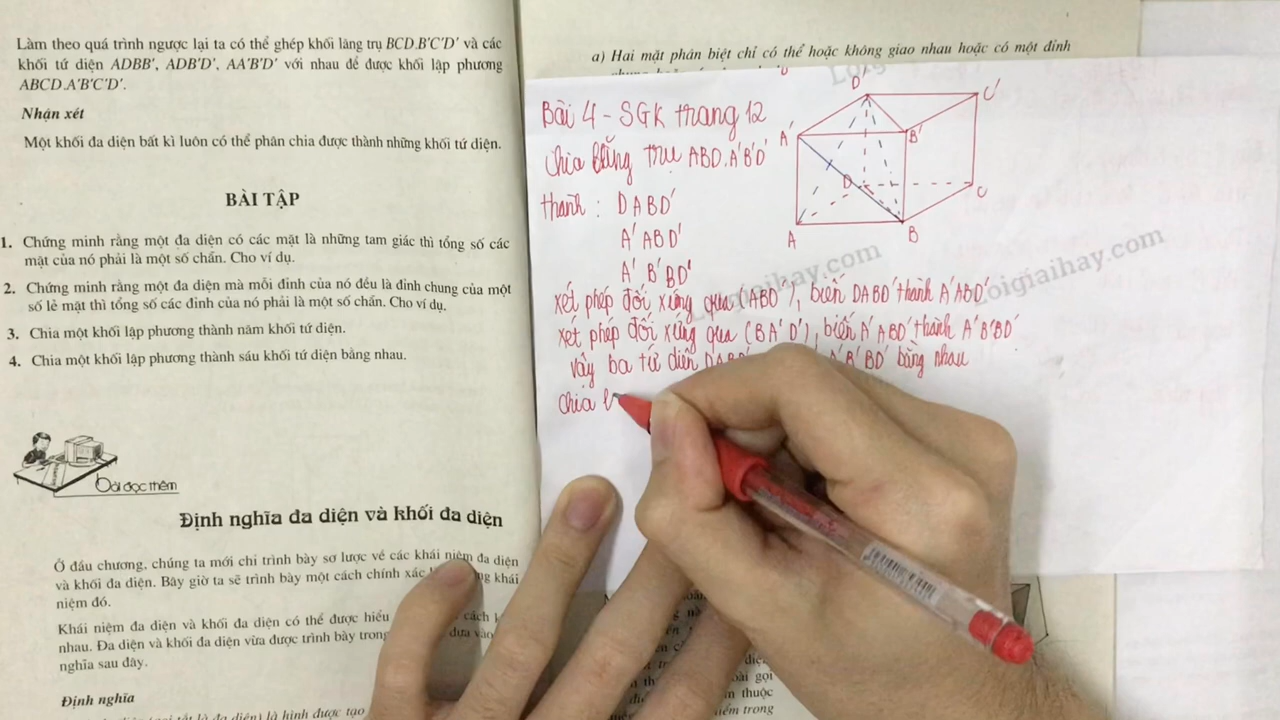 Làm theo quá trình ngược lại ta có thể ghép khối lăng trụ BCD.B'C'D' và các
khối tứ diện ADBB', ADB'D', AA'B'D' với nhau để được khối lập phương
ABCD.A'B'C'D'.
Nhận xét
Một khối đa diện bất kì luôn có thể phân chia được thành những khối tứ diện.
BÀI TẬP
1. Chứng minh rằng một đa diện có các mặt là những tam giác thì tổng số các
mặt của nó phải là một số chẵn. Cho ví dụ.
2. Chứng minh rằng một đa diện mà mỗi đỉnh của nó đều là đỉnh chung của một
số lẻ mặt thì tổng số các đỉnh của nó phải là một số chẵn. Cho ví dụ.
3. Chia một khối lập phương thành năm khối tứ diện.
4. Chia một khối lập phương thành sáu khối tứ diện bằng nhau.
Bài đọc thêm
Định nghĩa đa diện và khối đa diện
Ở đầu chương, chúng ta mới chỉ trình bày sơ lược về các khái niệm đa diện
và khối đa diện. Bây giờ ta sẽ trình bày một cách chính xác khái
niệm đó.
Khái niệm đa diện và khối đa diện có thể được hiểu cách
nhau. Đa diện và khối đa diện vừa được trình bày trong dựa vào
nghĩa sau đây.
Định nghĩa
là hình được tạo
a) Hai mặt phân biệt chỉ có thể hoặc không giao nhau hoặc có một đỉnh
Bài 4 - SGK trang 12
chia lăng trụ ABD.A'B'D'
thành : DABD'
A'ABD'
A'B'BD'
D'
C'
A'
B'
D
C
A
B
xét phép đối xứng qua (ABD'), biến DABD' thành A'ABD'
xét phép đối xứng qua (BA'D'), biến A'ABD' thành A'B'BD'
vậy ba tứ diện DABD' A'B'BD' bằng nhau
chia
Loigiaihay.com
Loigiaihay.com
gọi
thuộc
trong